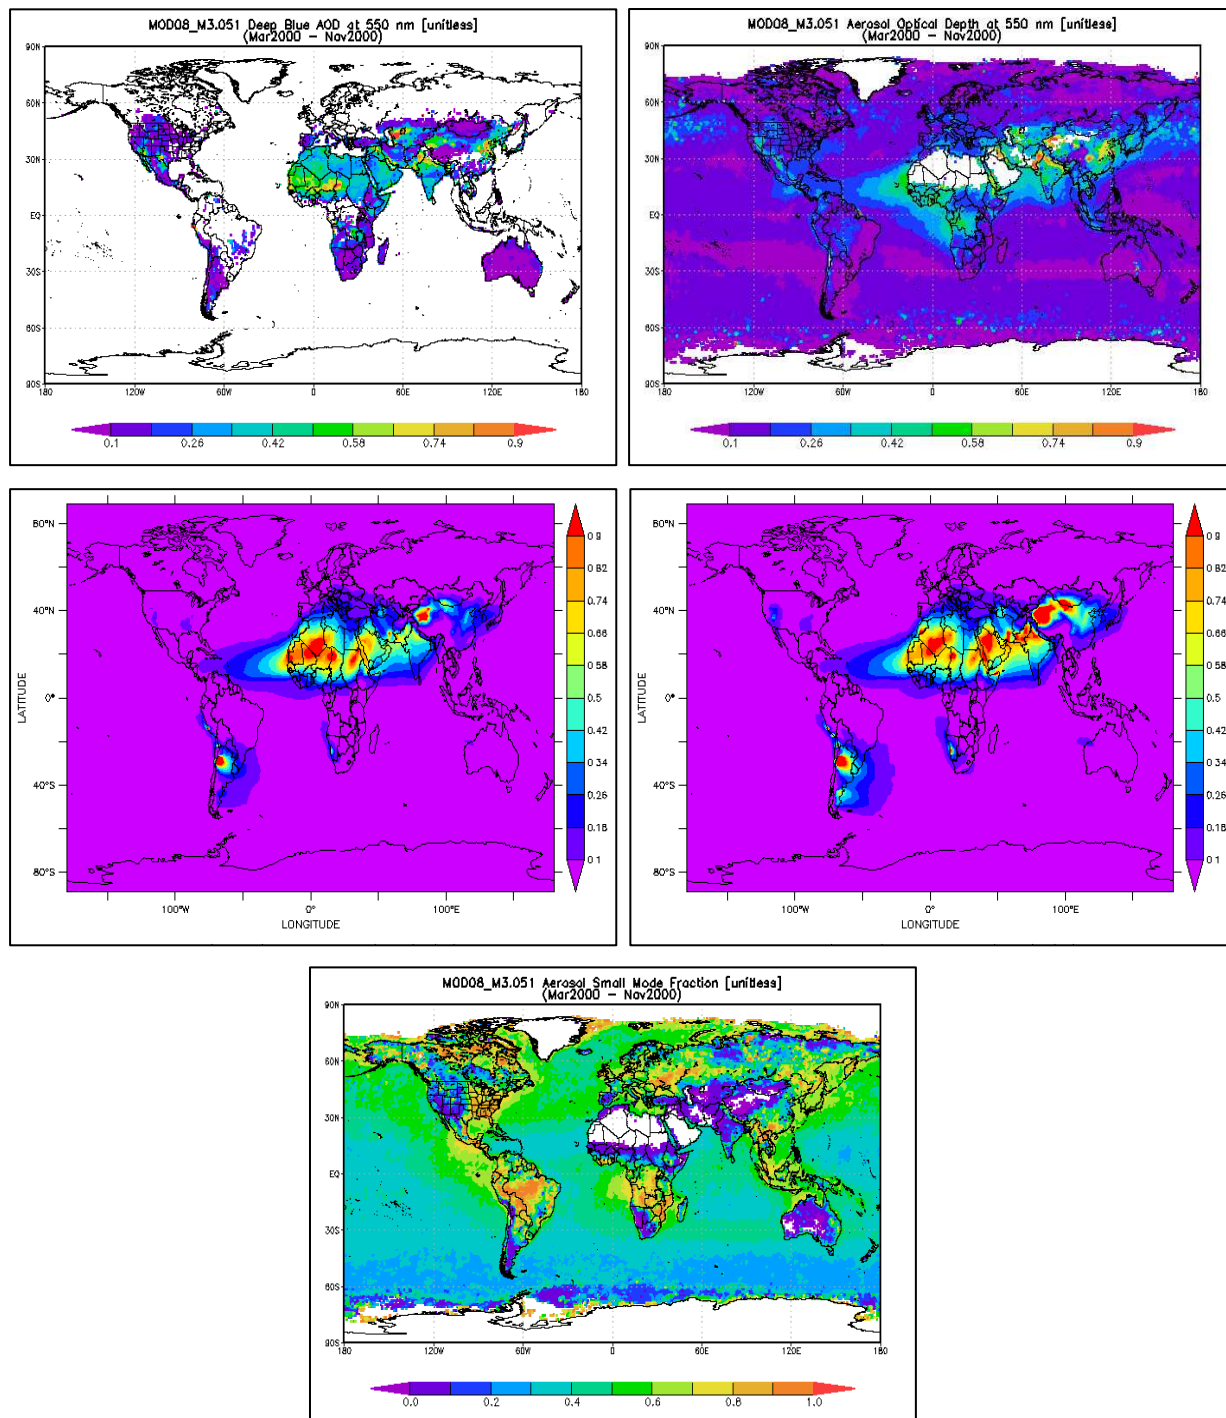 MOD08_M3.051 Deep Blue AOD at 550 nm [unitless]
(Mar2000 – Nov2000)
90N
60N
30N
EQ
30S
60S
90S
180 120W 60W 0 60E 120E 180
0.1 0.26 0.42 0.58 0.74 0.9
MOD08_M3.051 Aerosol Optical Depth at 550 nm [unitless]
(Mar2000 – Nov2000)
90N
60N
30N
EQ
30S
60S
90S
180 120W 60W 0 60E 120E 180
0.1 0.26 0.42 0.58 0.74 0.9
LATITUDE
80°N
40°N
0°
40°S
80°S
100°W 0° 100°E
LONGITUDE
0.9
0.82
0.74
0.66
0.58
0.5
0.42
0.34
0.26
0.18
0.1
LATITUDE
80°N
40°N
0°
40°S
80°S
100°W 0° 100°E
LONGITUDE
0.9
0.82
0.74
0.66
0.58
0.5
0.42
0.34
0.26
0.18
0.1
MOD08_M3.051 Aerosol Small Mode Fraction [unitless]
(Mar2000 – Nov2000)
90N
60N
30N
EQ
30S
60S
90S
180 120W 60W 0 60E 120E 180
0.0 0.2 0.4 0.6 0.8 1.0